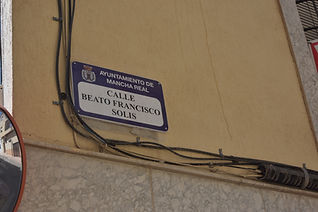 AYUNTAMIENTO DE
MANCHA REAL
CALLE
BEATO FRANCISCO
SOLIS